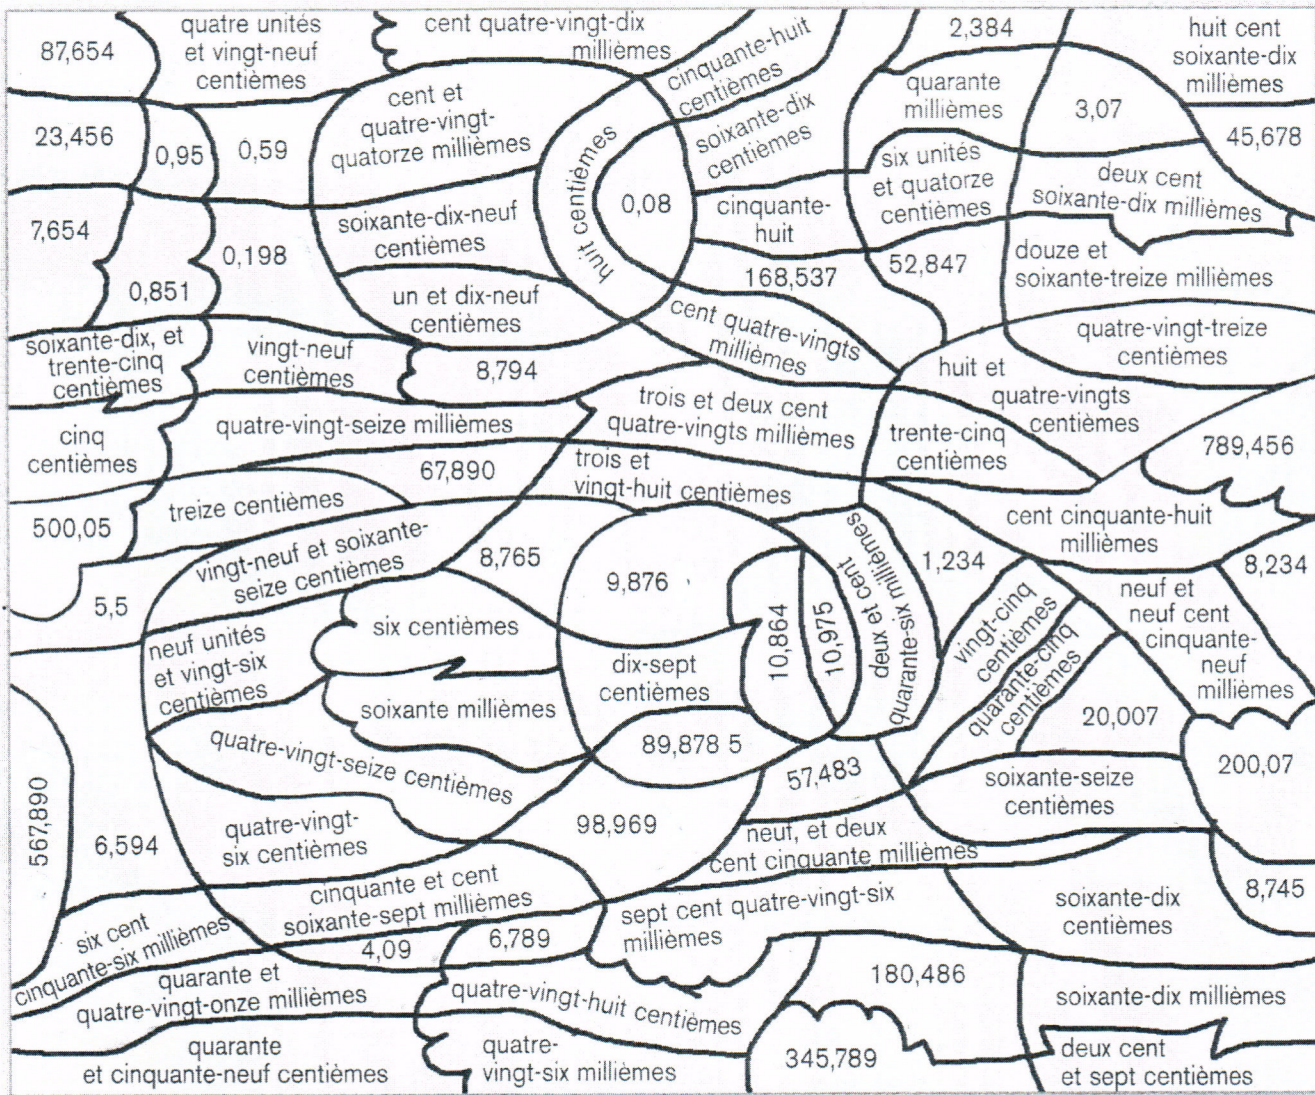 87,654
quatre unités
et vingt-neuf
centièmes
cent quatre-vingt-dix
millièmes
cinquante-huit
centièmes
2,384
huit cent
soixante-dix
millièmes
23,456
0,95
0,59
cent et
quatre-vingt-
quatorze millièmes
huit centièmes
0,08
soixante-dix
centièmes
quarante
millièmes
3,07
45,678
six unités
et quatorze
centièmes
deux cent
soixante-dix millièmes
7,654
0,851
0,198
soixante-dix-neuf
centièmes
cinquante-
huit
168,537
52,847
douze et
soixante-treize millièmes
un et dix-neuf
centièmes
cent quatre-vingts
millièmes
quatre-vingt-treize
centièmes
soixante-dix, et
trente-cinq
centièmes
vingt-neuf
centièmes
8,794
huit et
quatre-vingts
centièmes
cinq
centièmes
quatre-vingt-seize millièmes
trois et deux cent
quatre-vingts millièmes
trente-cinq
centièmes
789,456
67,890
trois et
vingt-huit centièmes
500,05
treize centièmes
cent cinquante-huit
millièmes
vingt-neuf et soixante-
seize centièmes
8,765
9,876
deux et cent
quarante-six millièmes
1,234
8,234
5,5
neuf unités
et vingt-six
centièmes
six centièmes
10,864
10,975
vingt-cinq
centièmes
quarante-cinq
centièmes
neuf et
neuf cent
cinquante-
neuf
millièmes
dix-sept
centièmes
soixante millièmes
20,007
567,890
6,594
quatre-vingt-seize centièmes
89,878 5
57,483
soixante-seize
centièmes
200,07
quatre-vingt-
six centièmes
98,969
neuf, et deux
cent cinquante millièmes
six cent
cinquante-six millièmes
cinquante et cent
soixante-sept millièmes
sept cent quatre-vingt-six
millièmes
soixante-dix
centièmes
8,745
4,09
6,789
quarante et
quatre-vingt-onze millièmes
quatre-vingt-huit centièmes
180,486
soixante-dix millièmes
quarante
et cinquante-neuf centièmes
quatre-
vingt-six millièmes
345,789
deux cent
et sept centièmes